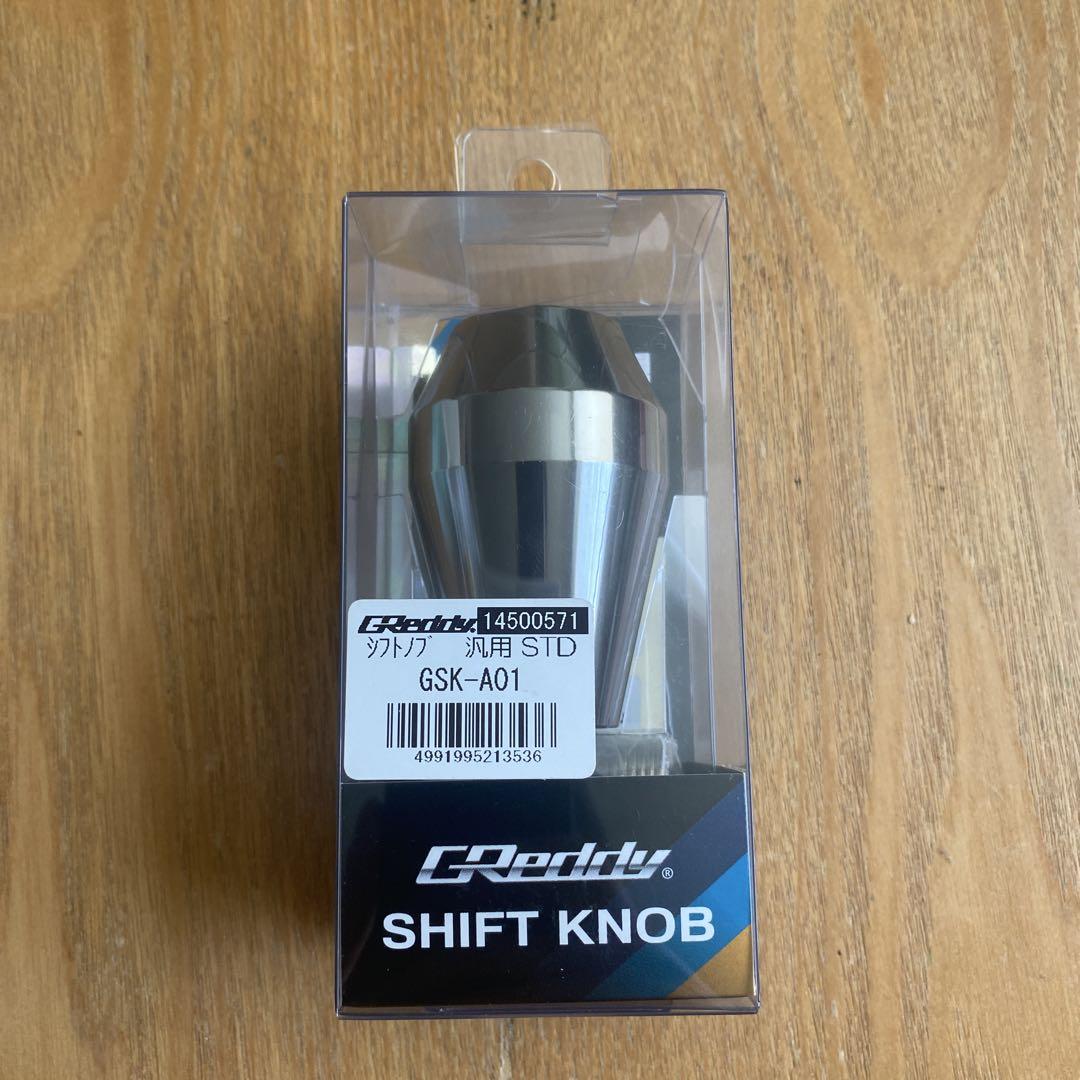 GReddy. 14500571
ｼﾌﾄﾉﾌﾞ 汎用 STD
GSK-A01
4991995213536
GReddy®
SHIFT KNOB